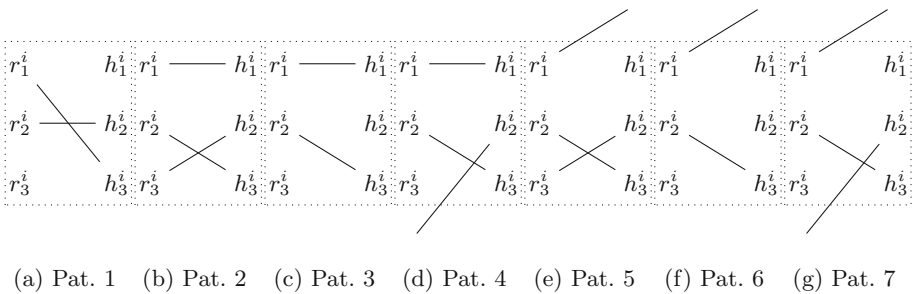 r_1^i h_1^i r_1^i h_1^i r_1^i h_1^i r_1^i h_1^i r_1^i h_1^i r_1^i h_1^i r_1^i h_1^i
r_2^i h_2^i r_2^i h_2^i r_2^i h_2^i r_2^i h_2^i r_2^i h_2^i r_2^i h_2^i r_2^i h_2^i
r_3^i h_3^i r_3^i h_3^i r_3^i h_3^i r_3^i h_3^i r_3^i h_3^i r_3^i h_3^i r_3^i h_3^i
(a) Pat. 1 (b) Pat. 2 (c) Pat. 3 (d) Pat. 4 (e) Pat. 5 (f) Pat. 6 (g) Pat. 7